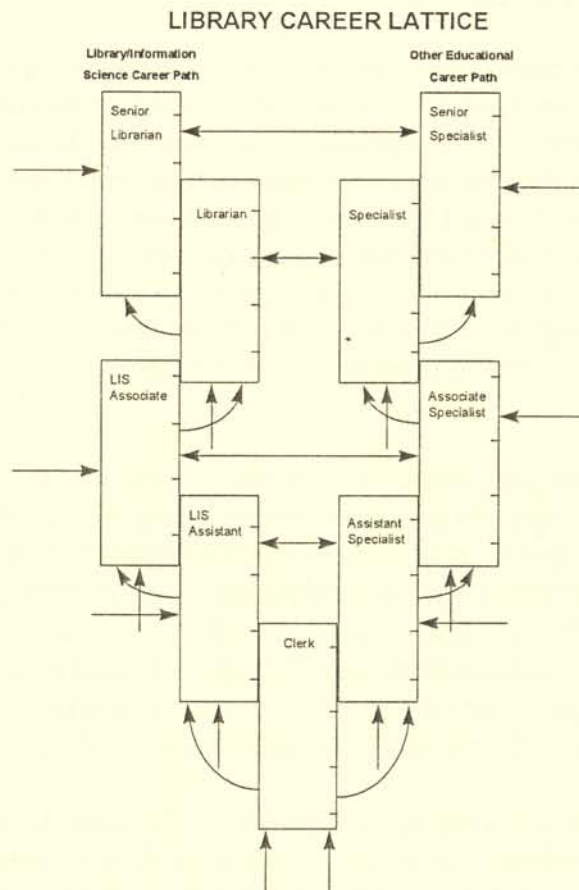 LIBRARY CAREER LATTICE
Library/Information
Science Career Path
Other Educational
Career Path
Senior
Librarian
Senior
Specialist
Librarian
Specialist
LIS
Associate
Associate
Specialist
LIS
Assistant
Assistant
Specialist
Clerk